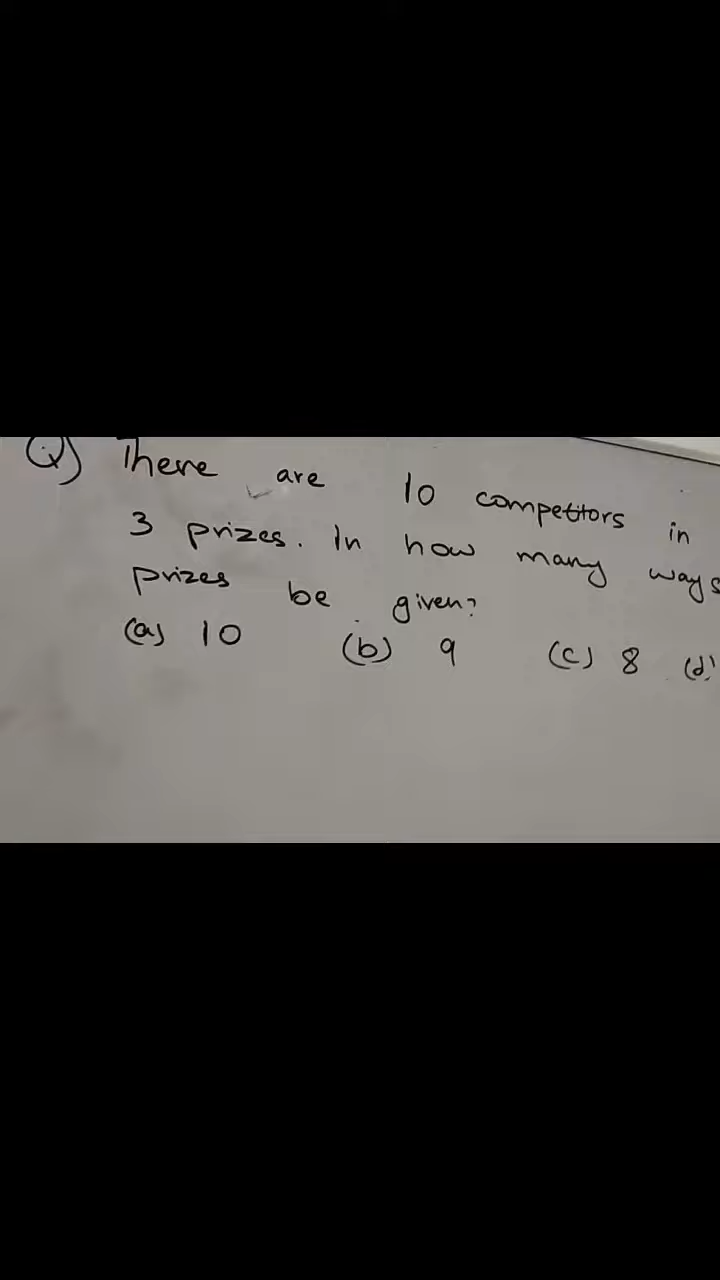 Q) There are 10 competitors in
3 prizes. In how many ways
prizes be given?
(a) 10 (b) 9 (c) 8 (d)